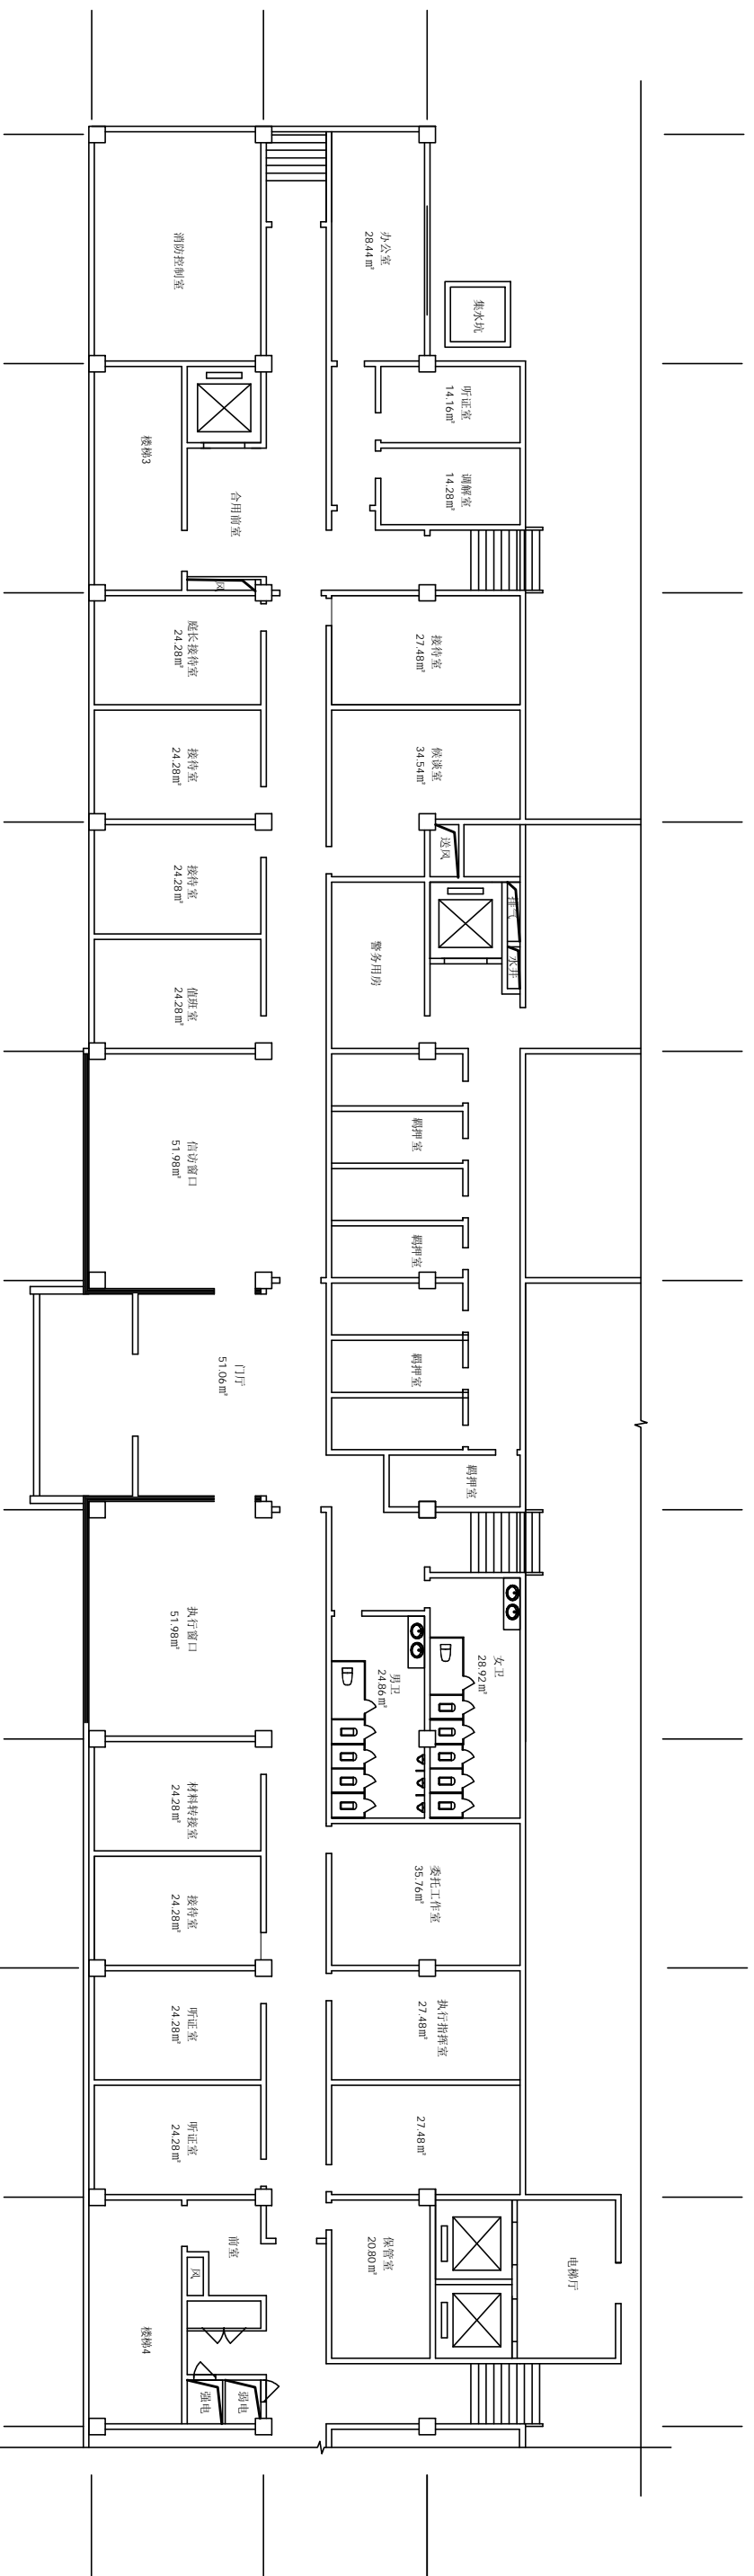 消防控制室
办公室
28.44㎡
集水坑
听证室
14.16㎡
楼梯3
调解室
14.28㎡
合用前室
风
庭长接待室
24.28㎡
接待室
27.48㎡
接待室
24.28㎡
候谈室
34.54㎡
送风
接待室
24.28㎡
排气
警务用房
水井
值班室
24.28㎡
信访窗口
51.98㎡
羁押室
羁押室
门厅
51.06㎡
羁押室
羁押室
执行窗口
51.98㎡
女卫
28.92㎡
男卫
24.86㎡
材料转接室
24.28㎡
委托工作室
35.76㎡
接待室
24.28㎡
听证室
24.28㎡
执行指挥室
27.48㎡
听证室
24.28㎡
27.48㎡
前室
保管室
20.80㎡
电梯厅
风
楼梯4
强电
弱电